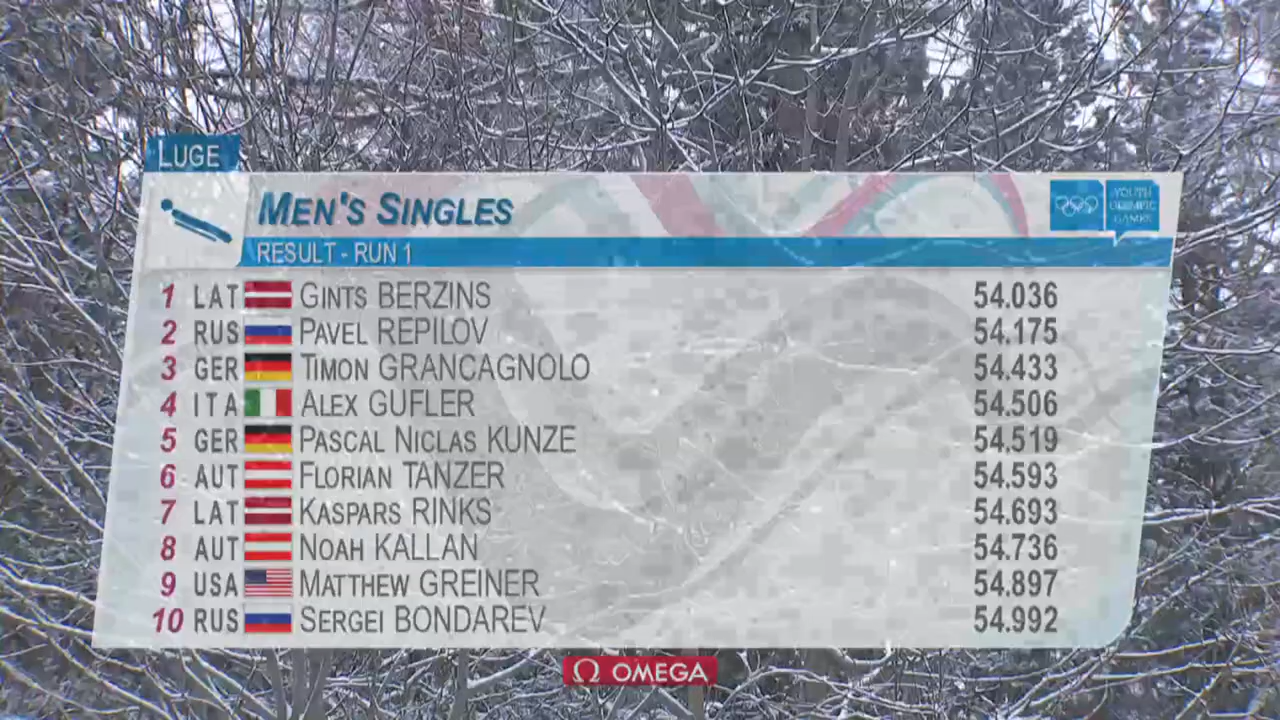 LUGE
MEN'S SINGLES
YOUTH
OLYMPIC
GAMES
RESULT - RUN 1
1 LAT GINTS BERZINS 54.036
2 RUS PAVEL REPILOV 54.175
3 GER TIMON GRANCAGNOLO 54.433
4 ITA ALEX GUFLER 54.506
5 GER PASCAL NICLAS KUNZE 54.519
6 AUT FLORIAN TANZER 54.593
7 LAT KASPARS RINKS 54.693
8 AUT NOAH KALLAN 54.736
9 USA MATTHEW GREINER 54.897
10 RUS SERGEI BONDAREV 54.992
Ω OMEGA